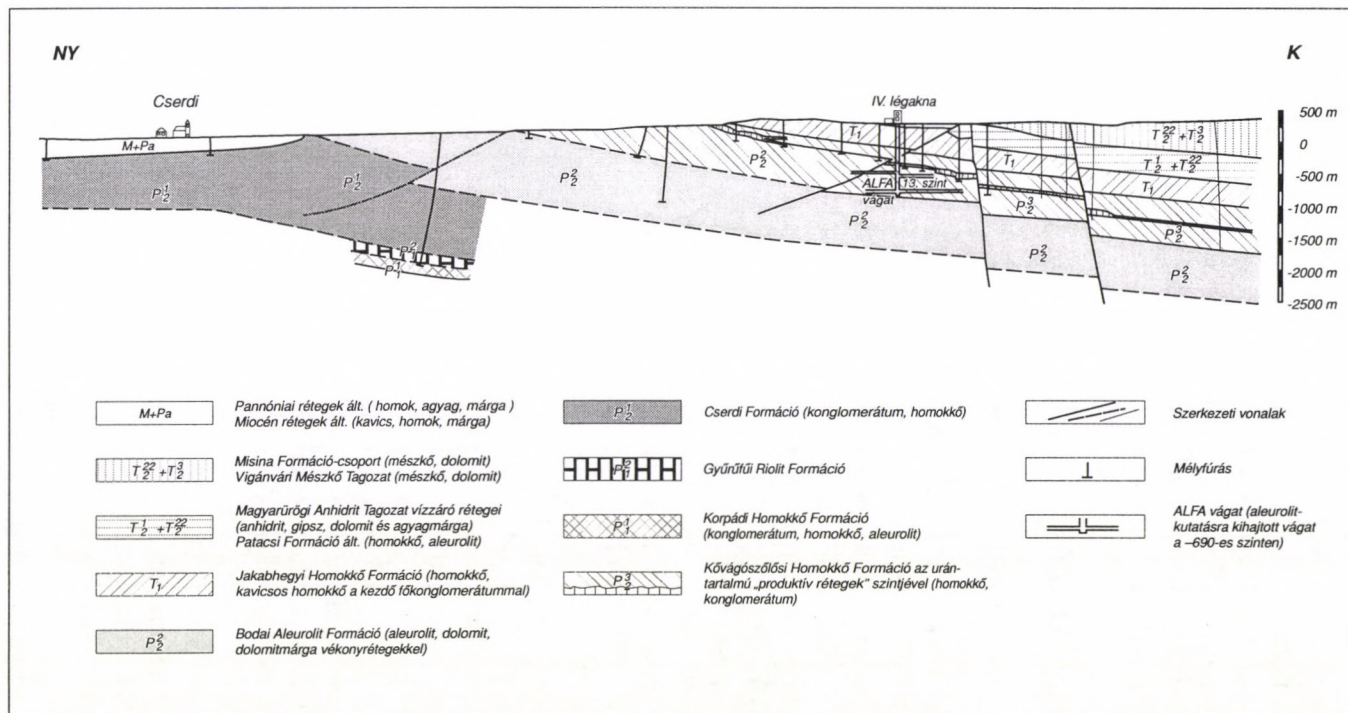 NY
K
Cserdi
IV. légakna
500 m
0
-500 m
-1000 m
-1500 m
-2000 m
-2500 m
M+Pa
P₂¹
P₂¹
P₂²
P₂²
T₁
T₁
T₁
T₂²² +T₂³
T₂¹ +T₂²²
ALFA 13. szint
vágat
P₂²
P₂³
P₂³
P₂²
P₂²
P₁¹
M+Pa
Pannóniai rétegek ált. ( homok, agyag, márga )
Miocén rétegek ált. (kavics, homok, márga)
T₂²² +T₂³
Misina Formáció-csoport (mészkő, dolomit)
Vigánvári Mészkő Tagozat (mészkő, dolomit)
T₂¹ +T₂²²
Magyarürögi Anhidrit Tagozat vízzáró rétegei
(anhidrit, gipsz, dolomit és agyagmárga)
Patacsi Formáció ált. (homokkő, aleurolit)
T₁
Jakabhegyi Homokkő Formáció (homokkő,
kavicsos homokkő a kezdő főkonglomerátummal)
P₂²
Bodai Aleurolit Formáció (aleurolit, dolomit,
dolomitmárga vékonyrétegekkel)
P₂¹
Cserdi Formáció (konglomerátum, homokkő)
P₁²
Gyűrűfűi Riolit Formáció
P₁¹
Korpádi Homokkő Formáció
(konglomerátum, homokkő, aleurolit)
P₂³
Kővágószőlősi Homokkő Formáció az urán-
tartalmú „produktív rétegek" szintjével (homokkő,
konglomerátum)
Szerkezeti vonalak
Mélyfúrás
ALFA vágat (aleurolit-
kutatásra kihajtott vágat
a –690-es szinten)